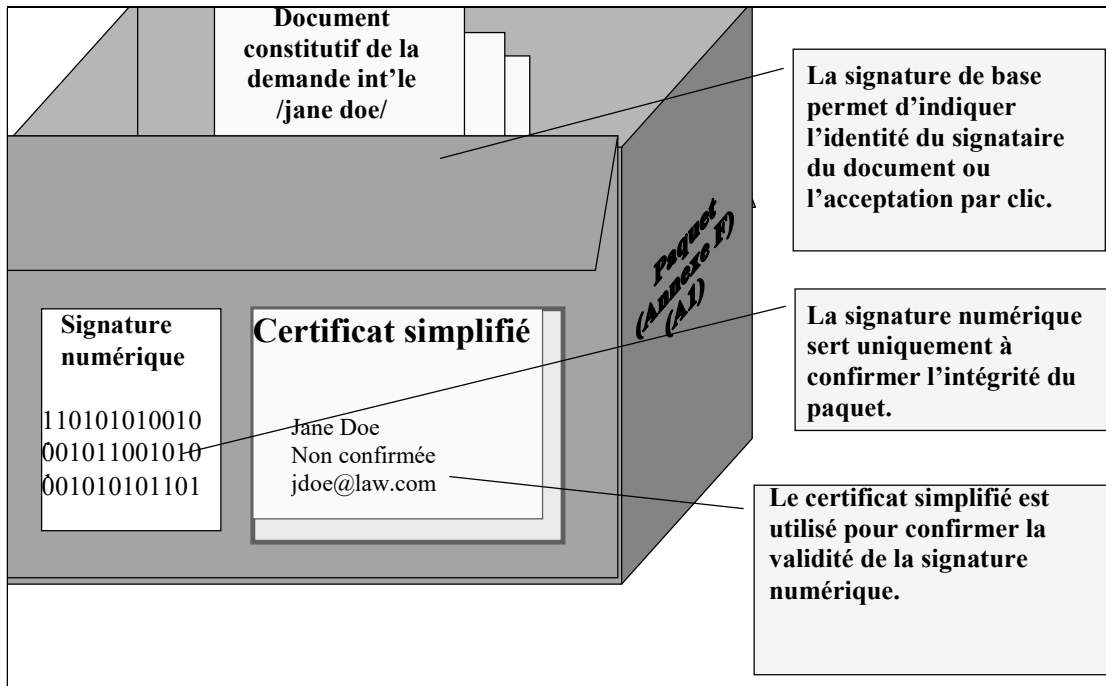 Document
constitutif de la
demande int’le
/jane doe/
La signature de base
permet d’indiquer
l’identité du signataire
du document ou
l’acceptation par clic.
Paquet
(Annexe F)
(A1)
Signature
numérique
110101010010
001011001010
001010101101
Certificat simplifié
Jane Doe
Non confirmée
jdoe@law.com
La signature numérique
sert uniquement à
confirmer l’intégrité du
paquet.
Le certificat simplifié est
utilisé pour confirmer la
validité de la signature
numérique.